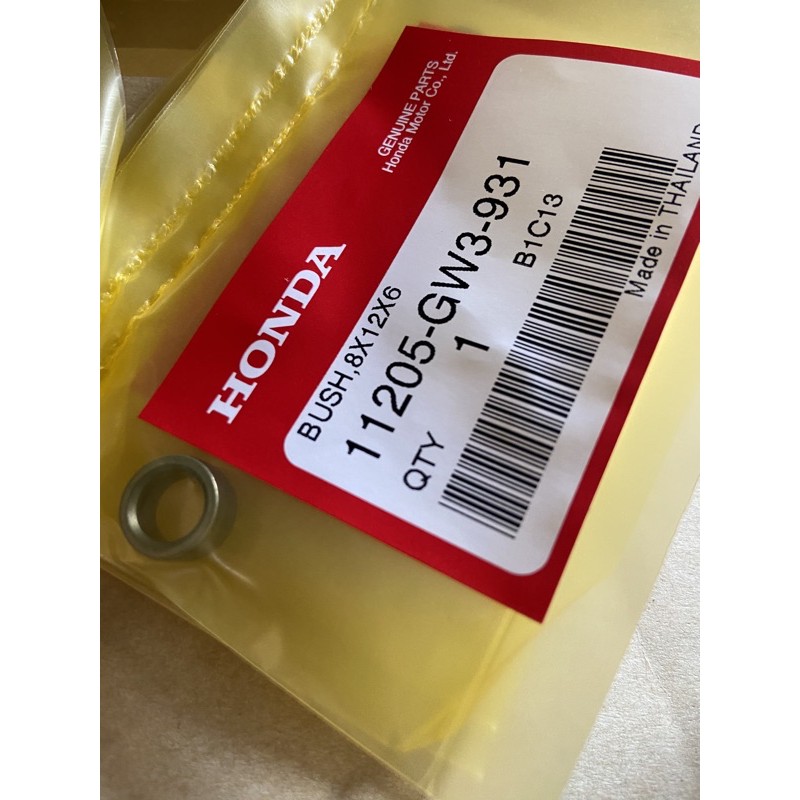 GENUINE PARTS
Honda Motor Co., Ltd.
HONDA
BUSH,8X12X6
11205-GW3-931
QTY 1 B1C13
Made in THAILAND